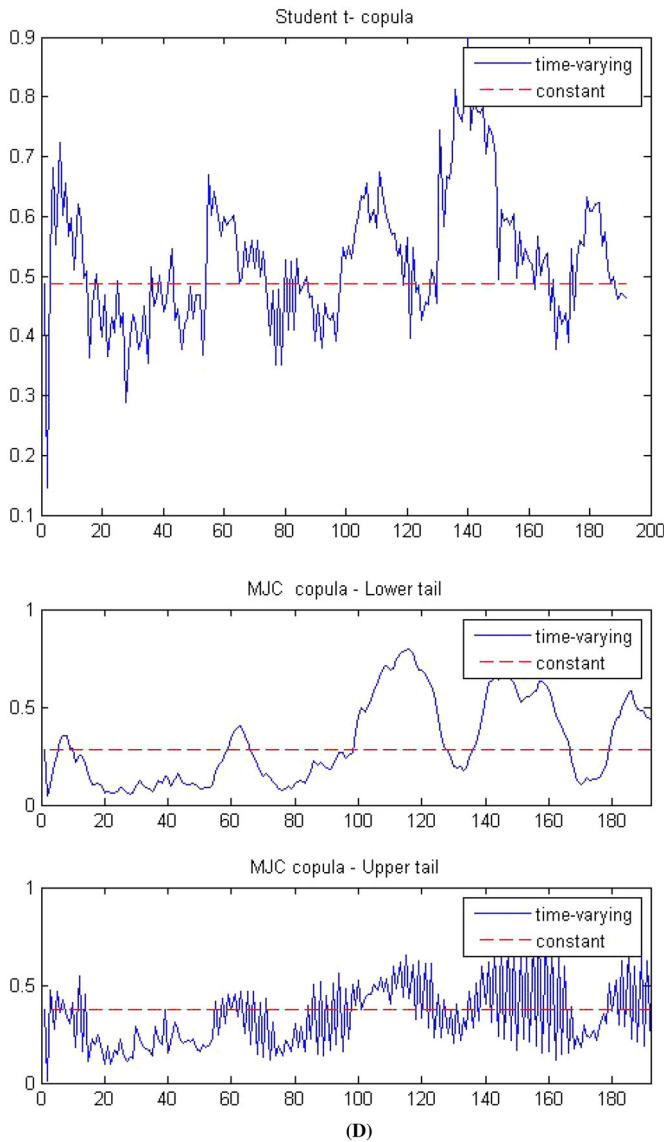 Student t- copula
0.9
0.8
0.7
0.6
0.5
0.4
0.3
0.2
0.1
time-varying
constant
0 20 40 60 80 100 120 140 160 180 200
MJC copula - Lower tail
1
0.5
0
time-varying
constant
0 20 40 60 80 100 120 140 160 180
MJC copula - Upper tail
1
0.5
0
time-varying
constant
0 20 40 60 80 100 120 140 160 180
(D)